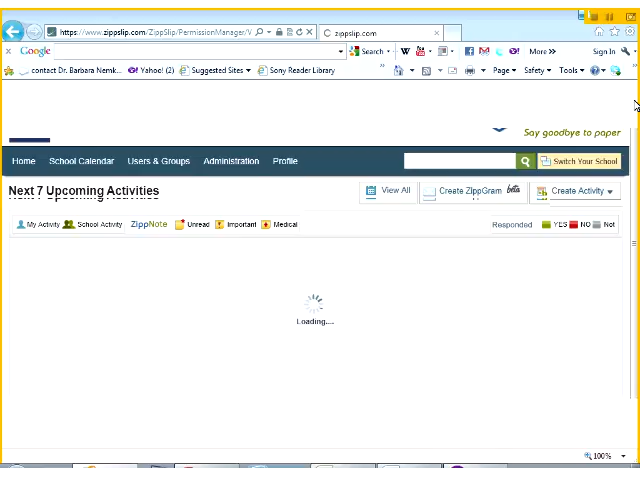 https://www.zippslip.com/ZippSlip/PermissionManager/V
zippslip.com
x Google Search More >> Sign In
contact Dr. Barbara Nemk... Yahoo! (2) Suggested Sites Sony Reader Library Page Safety Tools
Say goodbye to paper
Home School Calendar Users & Groups Administration Profile Switch Your School
Next 7 Upcoming Activities View All Create ZippGram beta Create Activity
My Activity School Activity ZippNote Unread Important Medical Responded YES NO Not
Loading....
100%